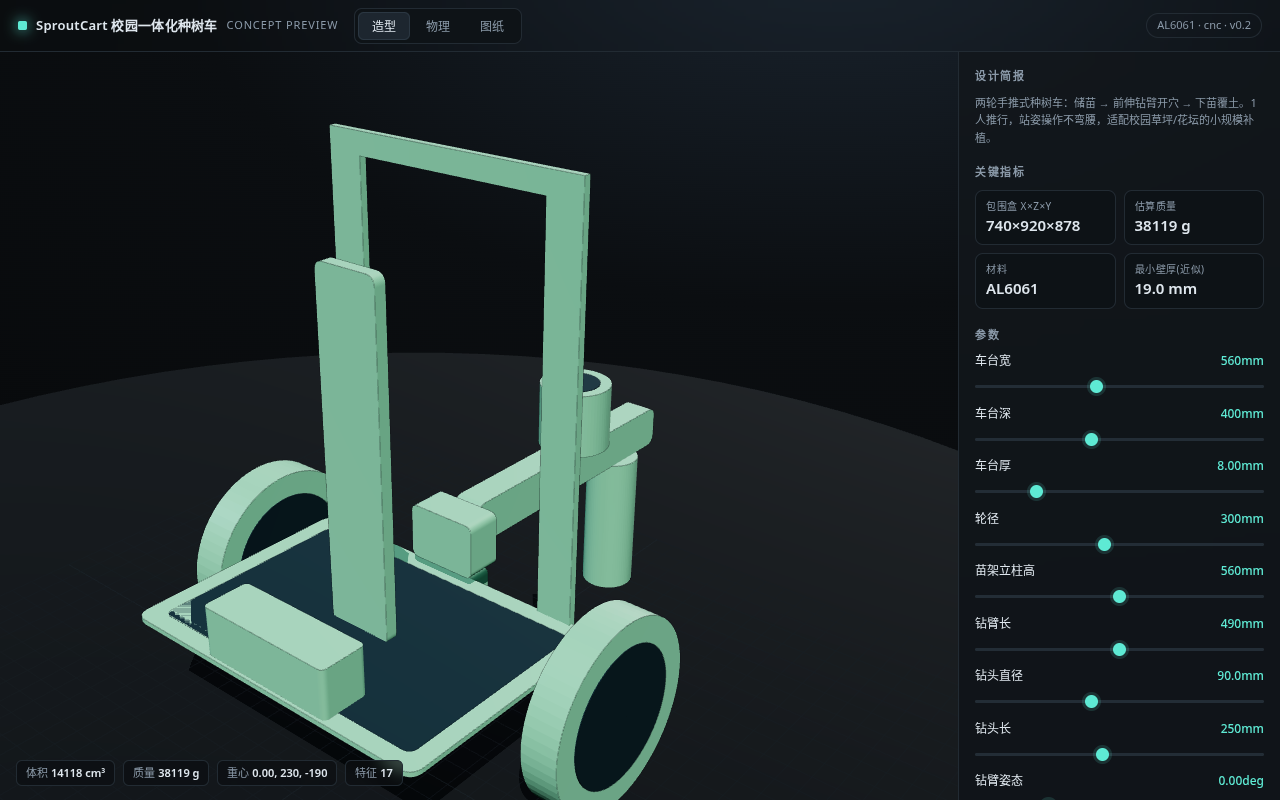 SproutCart 校园一体化种树车 CONCEPT PREVIEW 造型 物理 图纸 AL6061 · cnc · v0.2
设计简报
两轮手推式种树车：储苗 → 前伸钻臂开穴 → 下苗覆土。1
人推行，站姿操作不弯腰，适配校园草坪/花坛的小规模补
植。
关键指标
包围盒 X×Z×Y
740×920×878
估算质量
38119 g
材料
AL6061
最小壁厚(近似)
19.0 mm
参数
车台宽 560mm
车台深 400mm
车台厚 8.00mm
轮径 300mm
苗架立柱高 560mm
钻臂长 490mm
钻头直径 90.0mm
钻头长 250mm
钻臂姿态 0.00deg
体积 14118 cm³ 质量 38119 g 重心 0.00, 230, -190 特征 17